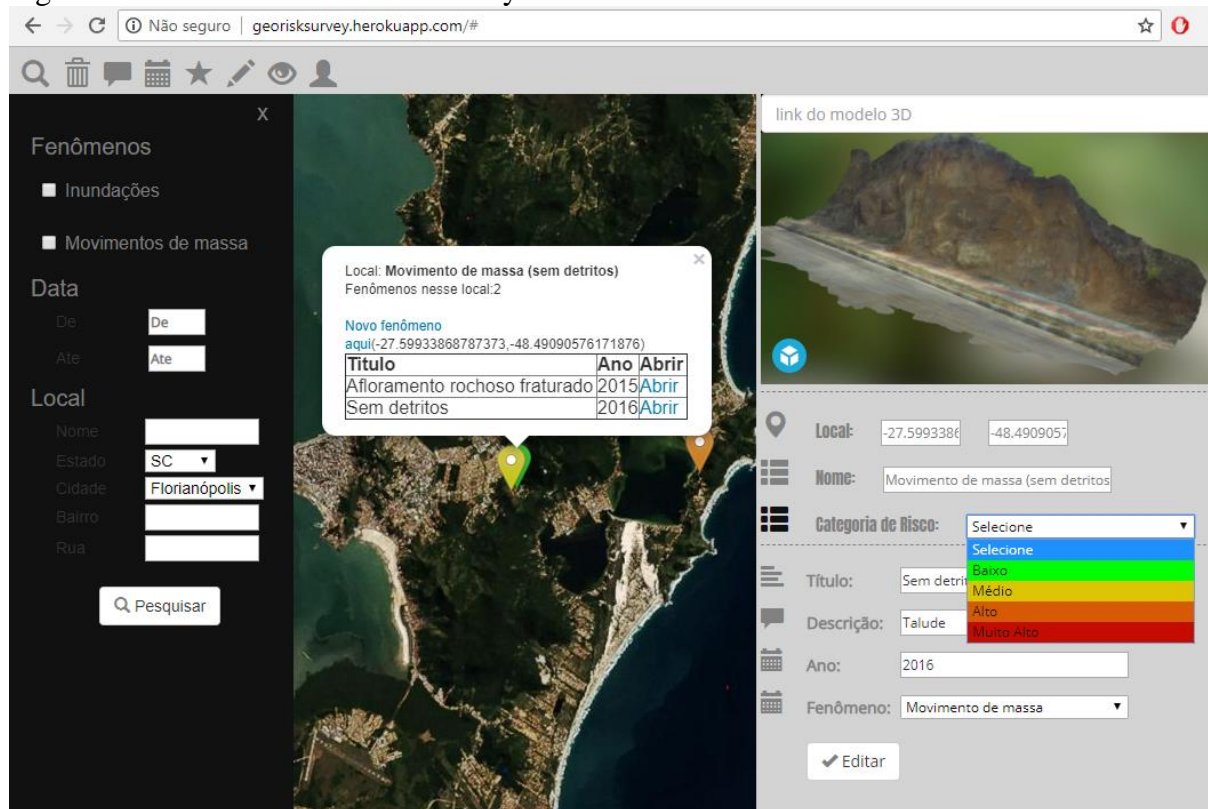 Não seguro | georisksurvey.herokuapp.com/#
X
Fenômenos
Inundações
Movimentos de massa
Data
De De
Ate Ate
Local
Nome
Estado SC
Cidade Florianópolis
Bairro
Rua
Pesquisar
×
Local: Movimento de massa (sem detritos)
Fenômenos nesse local:2
Novo fenômeno
aqui(-27.59933868787373,-48.49090576171876)
Titulo Ano Abrir
Afloramento rochoso fraturado 2015 Abrir
Sem detritos 2016 Abrir
link do modelo 3D
Local: -27.5993386 -48.4909057
Nome: Movimento de massa (sem detritos
Categoria de Risco: Selecione
Selecione
Baixo
Médio
Alto
Muito Alto
Título: Sem detri
Descrição: Talude
Ano: 2016
Fenômeno: Movimento de massa
Editar